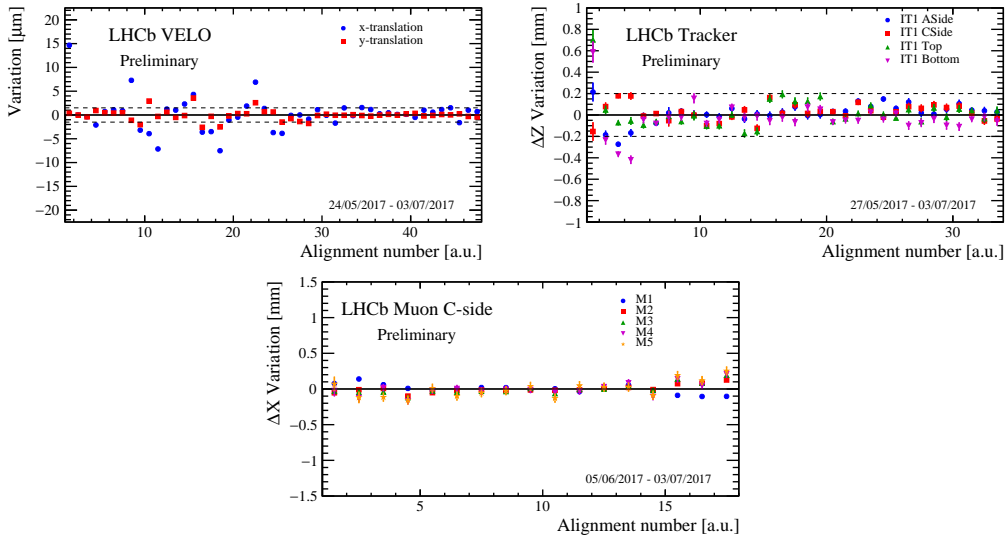 Variation [μm]
20
15
10
5
0
−5
−10
−15
−20
LHCb VELO
Preliminary
x-translation
y-translation
24/05/2017 - 03/07/2017
10
20
30
40
Alignment number [a.u.]
ΔZ Variation [mm]
1
0.8
0.6
0.4
0.2
0
−0.2
−0.4
−0.6
−0.8
−1
LHCb Tracker
Preliminary
IT1 ASide
IT1 CSide
IT1 Top
IT1 Bottom
27/05/2017 - 03/07/2017
10
20
30
Alignment number [a.u.]
ΔX Variation [mm]
1.5
1
0.5
0
−0.5
−1
−1.5
LHCb Muon C-side
Preliminary
M1
M2
M3
M4
M5
05/06/2017 - 03/07/2017
5
10
15
Alignment number [a.u.]